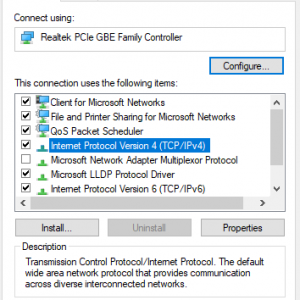 Connect using:
Realtek PCIe GBE Family Controller
Configure...
This connection uses the following items:
Client for Microsoft Networks
File and Printer Sharing for Microsoft Networks
QoS Packet Scheduler
Internet Protocol Version 4 (TCP/IPv4)
Microsoft Network Adapter Multiplexor Protocol
Microsoft LLDP Protocol Driver
Internet Protocol Version 6 (TCP/IPv6)
Install...
Uninstall
Properties
Description
Transmission Control Protocol/Internet Protocol. The default
wide area network protocol that provides communication
across diverse interconnected networks.